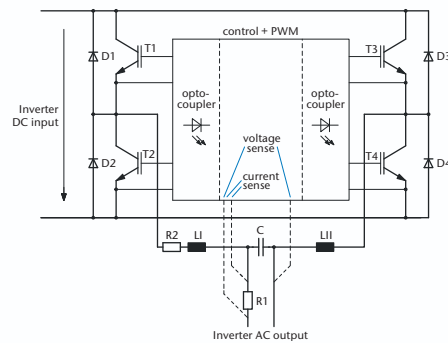 control + PWM
D1
T1
T3
D3
opto-
coupler
opto-
coupler
Inverter
DC input
voltage
sense
D2
T2
T4
D4
current
sense
R2
LI
C
LII
R1
Inverter AC output